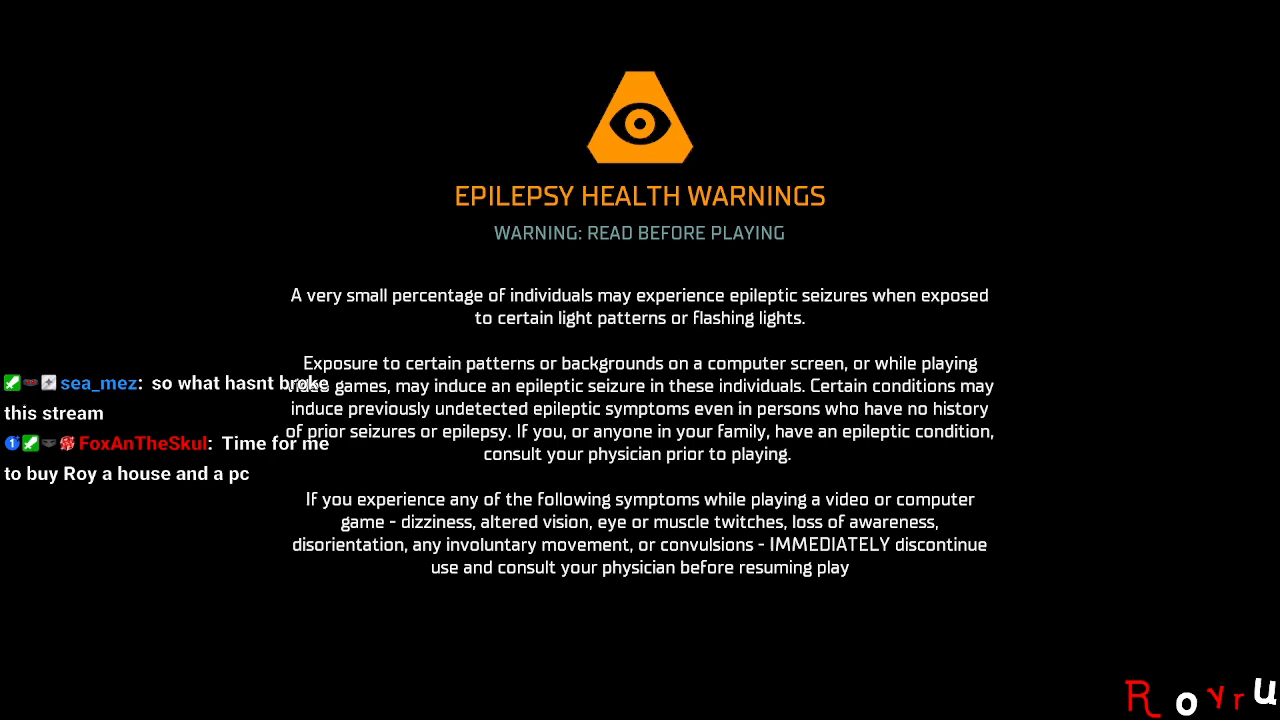 EPILEPSY HEALTH WARNINGS
WARNING: READ BEFORE PLAYING
A very small percentage of individuals may experience epileptic seizures when exposed
to certain light patterns or flashing lights.
Exposure to certain patterns or backgrounds on a computer screen, or while playing
games, may induce an epileptic seizure in these individuals. Certain conditions may
induce previously undetected epileptic symptoms even in persons who have no history
of prior seizures or epilepsy. If you, or anyone in your family, have an epileptic condition,
consult your physician prior to playing.
If you experience any of the following symptoms while playing a video or computer
game - dizziness, altered vision, eye or muscle twitches, loss of awareness,
disorientation, any involuntary movement, or convulsions - IMMEDIATELY discontinue
use and consult your physician before resuming play
sea_mez: so what hasnt broke
this stream
FoxAnTheSkul: Time for me
to buy Roy a house and a pc
Royru